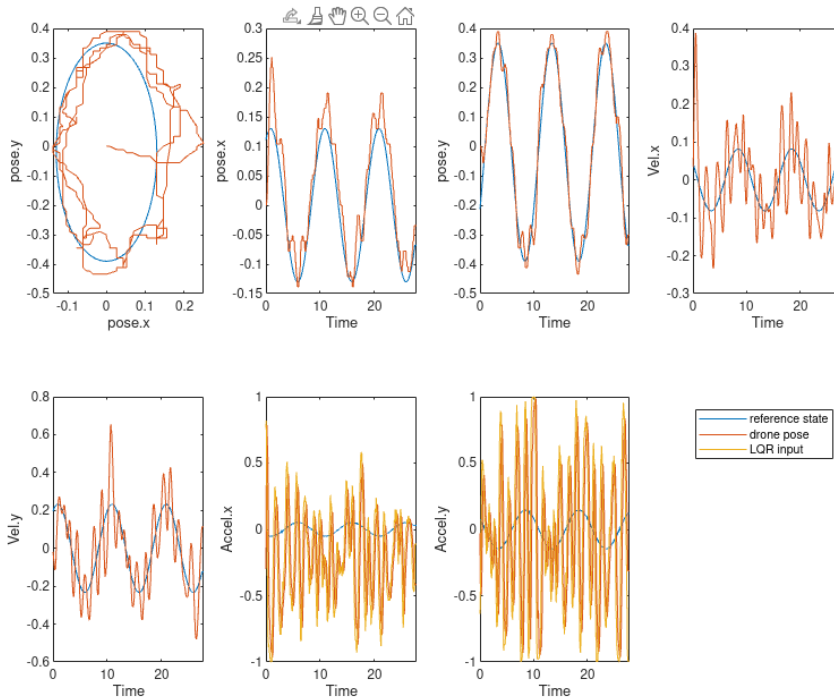 0.4
0.3
0.2
0.1
0
-0.1
-0.2
-0.3
-0.4
-0.5
-0.1 0 0.1 0.2
pose.y
pose.x
0.3
0.25
0.2
0.15
0.1
0.05
0
-0.05
-0.1
-0.15
0 10 20
pose.x
Time
0.4
0.3
0.2
0.1
0
-0.1
-0.2
-0.3
-0.4
-0.5
0 10 20
pose.y
Time
0.4
0.3
0.2
0.1
0
-0.1
-0.2
-0.3
0 10 20
Vel.x
Time
0.8
0.6
0.4
0.2
0
-0.2
-0.4
-0.6
0 10 20
Vel.y
Time
1
0.5
0
-0.5
-1
0 10 20
Accel.x
Time
1
0.5
0
-0.5
-1
0 10 20
Accel.y
Time
reference state
drone pose
LQR input